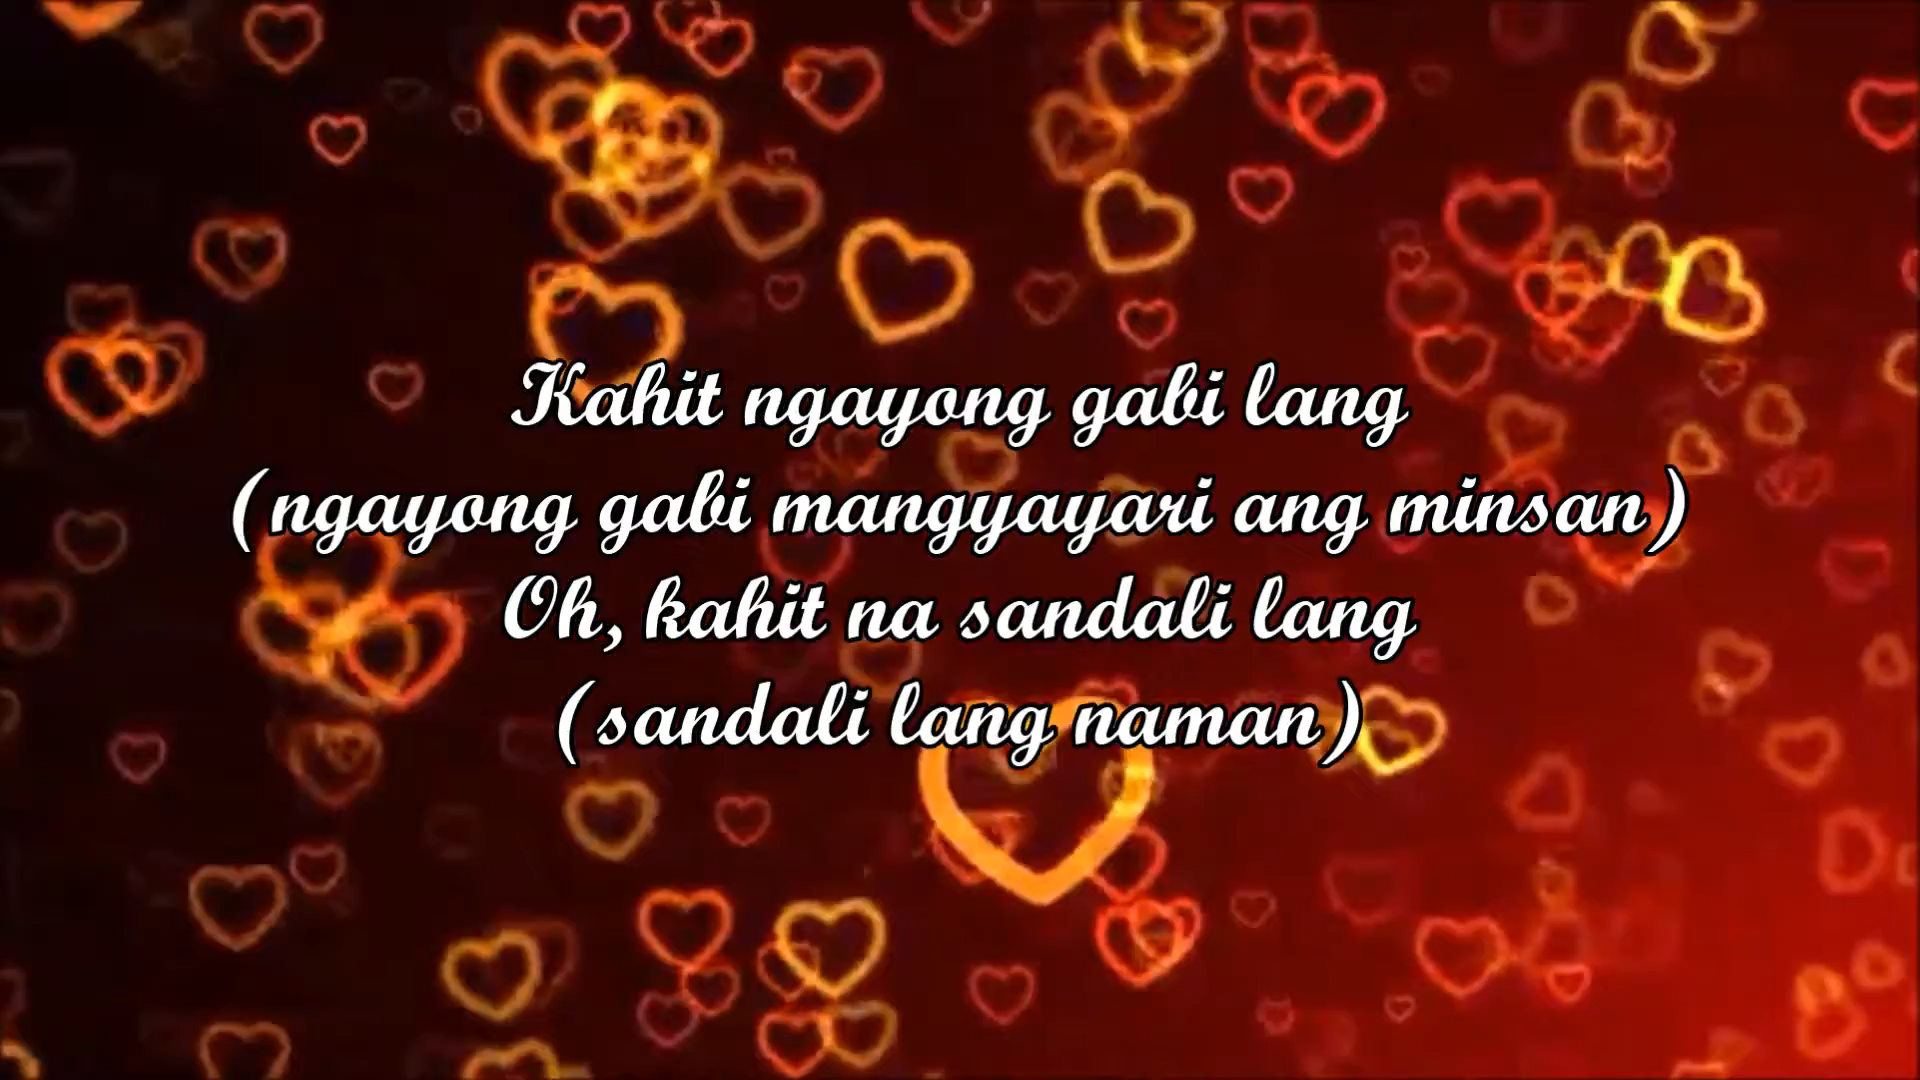 Kahit ngayong gabi lang
(ngayong gabi mangyayari ang minsan)
Oh, kahit na sandali lang
(sandali lang naman)